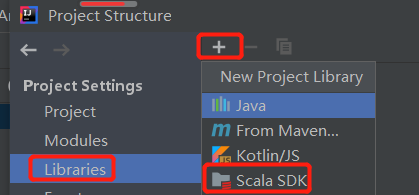 Project Structure
New Project Library
Project Settings
Java
Project
From Maven...
Modules
Kotlin/JS
Libraries
Scala SDK